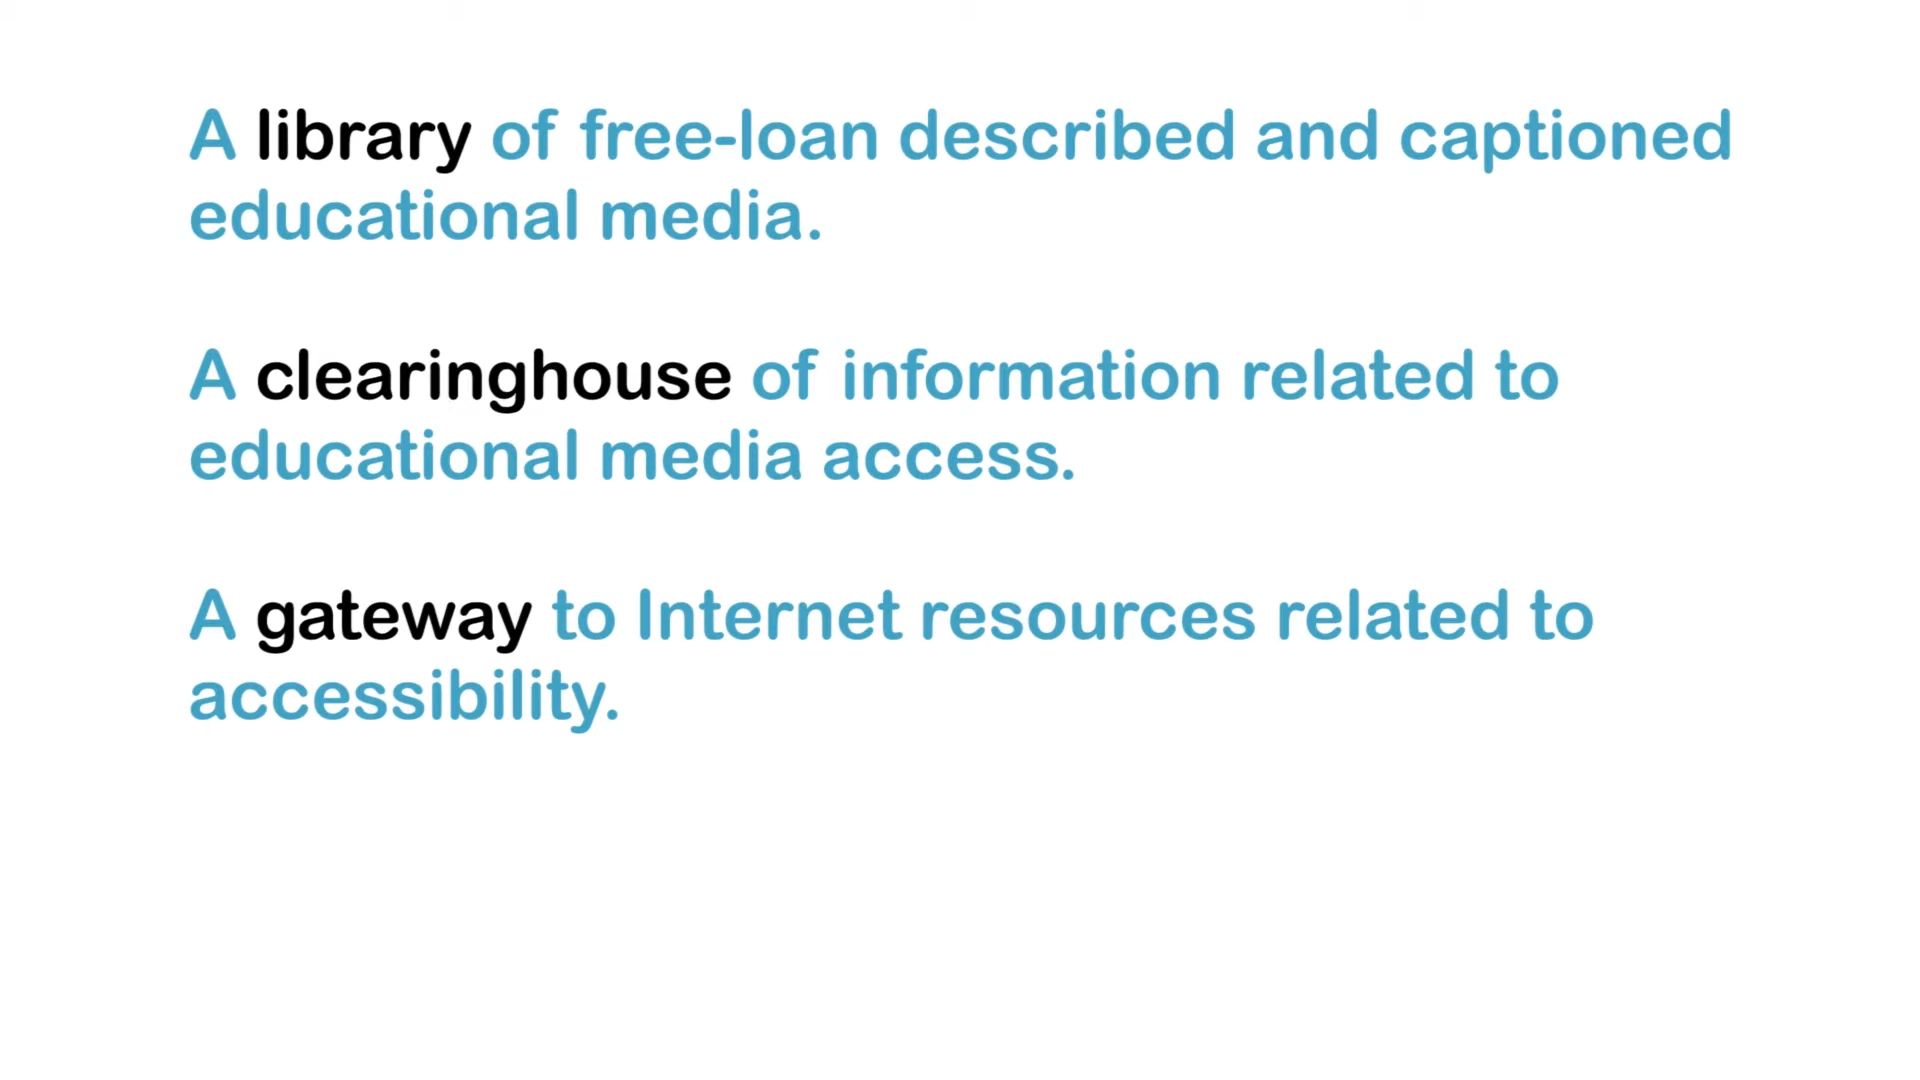 A library of free-loan described and captioned
educational media.
A clearinghouse of information related to
educational media access.
A gateway to Internet resources related to
accessibility.